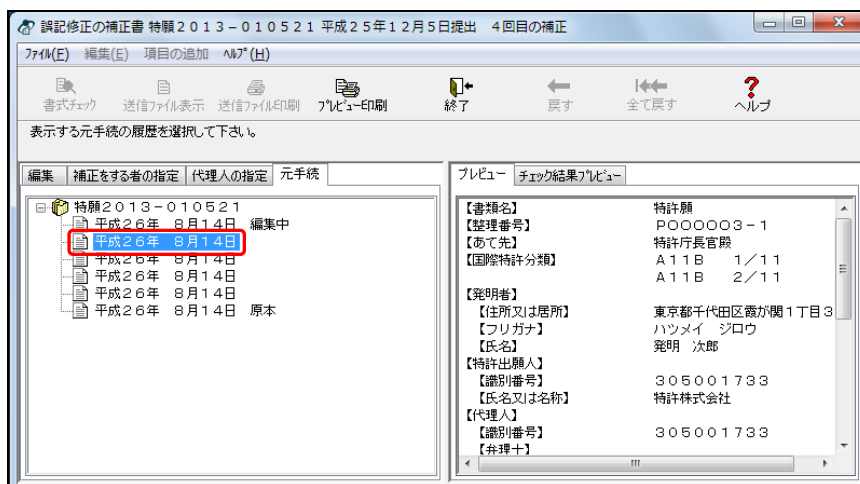 誤記修正の補正書 特願２０１３－０１０５２１ 平成２５年１２月５日提出　４回目の補正
ﾌｧｲﾙ(F)　編集(E)　項目の追加　ﾍﾙﾌﾟ(H)
書式ﾁｪｯｸ　送信ﾌｧｲﾙ表示　送信ﾌｧｲﾙ印刷　ﾌﾟﾚﾋﾞｭｰ印刷　終了　戻す　全て戻す　ヘルプ
表示する元手続の履歴を選択して下さい。
編集　補正をする者の指定　代理人の指定　元手続
特願２０１３－０１０５２１
平成２６年　８月１４日　編集中
平成２６年　８月１４日
平成２６年　８月１４日
平成２６年　８月１４日
平成２６年　８月１４日
平成２６年　８月１４日　原本
プレビュー　チェック結果ﾌﾟﾚﾋﾞｭｰ
【書類名】　特許願
【整理番号】　Ｐ０００００３－１
【あて先】　特許庁長官殿
【国際特許分類】　Ａ１１Ｂ　１／１１
Ａ１１Ｂ　２／１１
【発明者】
【住所又は居所】　東京都千代田区霞が関１丁目３
【フリガナ】　ハツメイ　ジロウ
【氏名】　発明　次郎
【特許出願人】
【識別番号】　３０５００１７３３
【氏名又は名称】　特許株式会社
【代理人】
【識別番号】　３０５００１７３３
【弁理士】